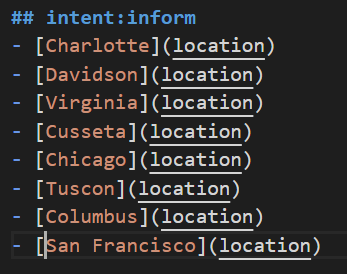 ## intent:inform
- [Charlotte](location)
- [Davidson](location)
- [Virginia](location)
- [Cusseta](location)
- [Chicago](location)
- [Tuscon](location)
- [Columbus](location)
- [San Francisco](location)